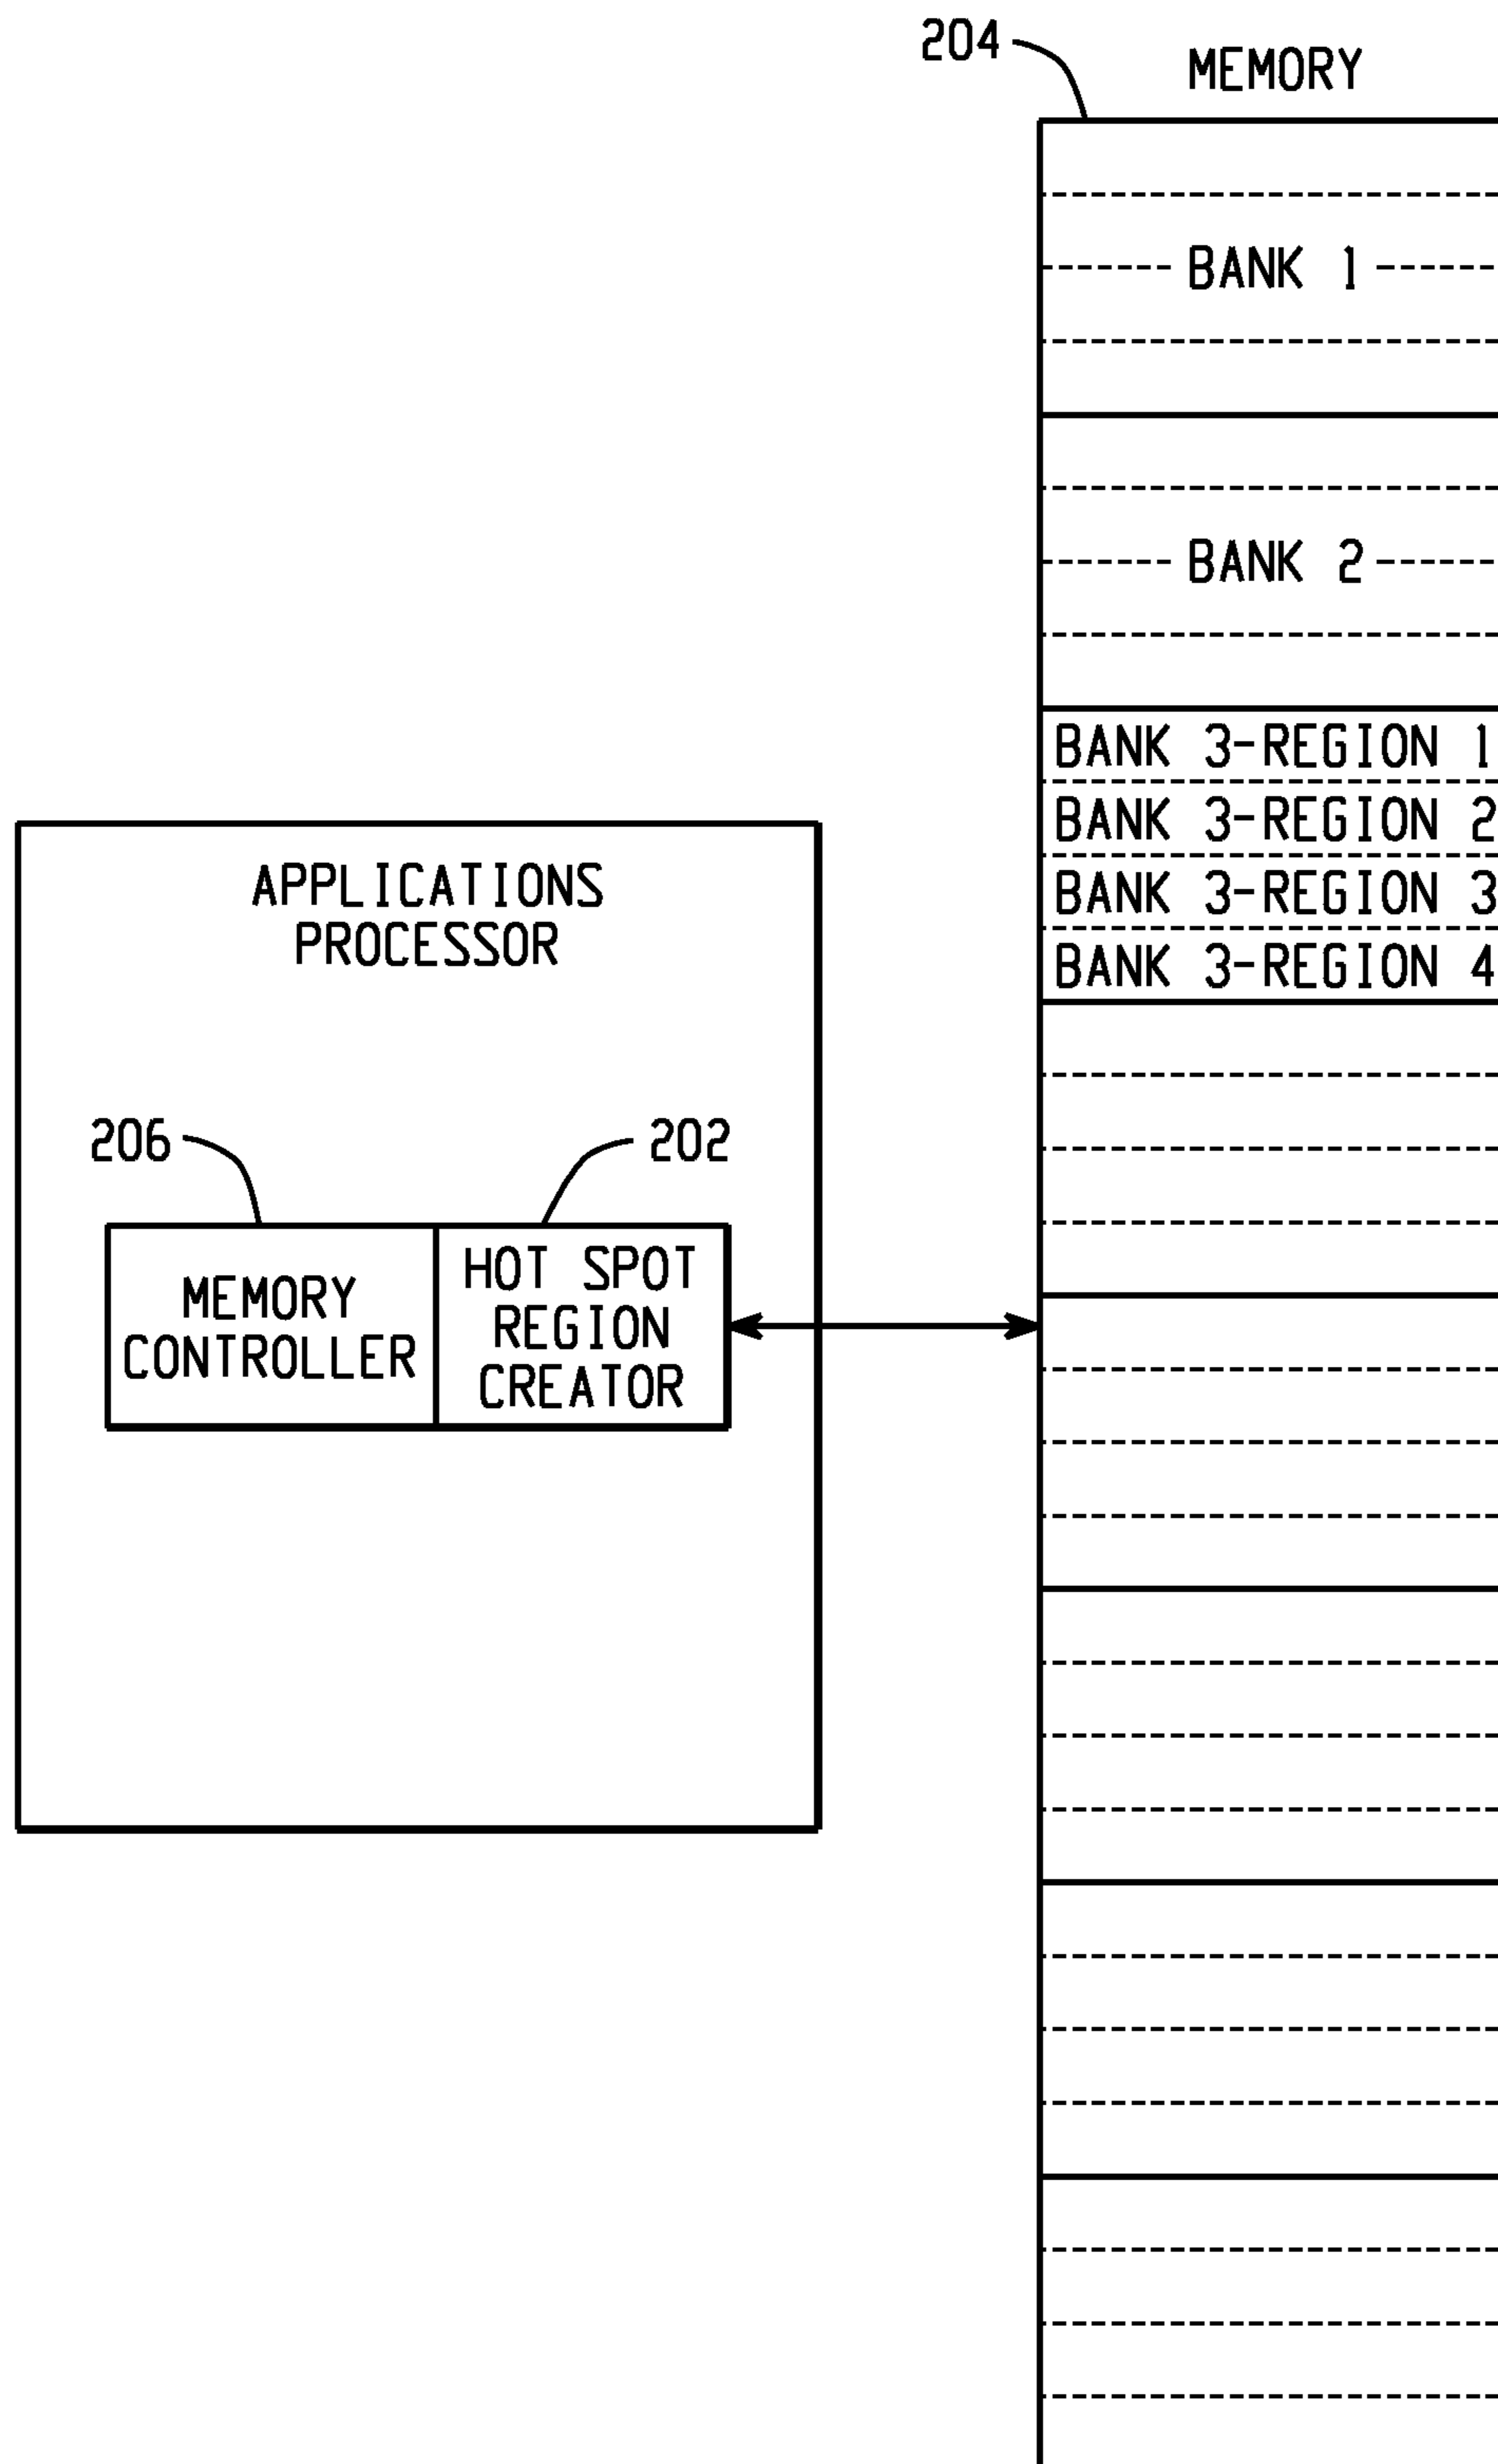 204
MEMORY
BANK 1
BANK 2
BANK 3-REGION 1
BANK 3-REGION 2
BANK 3-REGION 3
BANK 3-REGION 4
APPLICATIONS
PROCESSOR
206
202
MEMORY
CONTROLLER
HOT SPOT
REGION
CREATOR